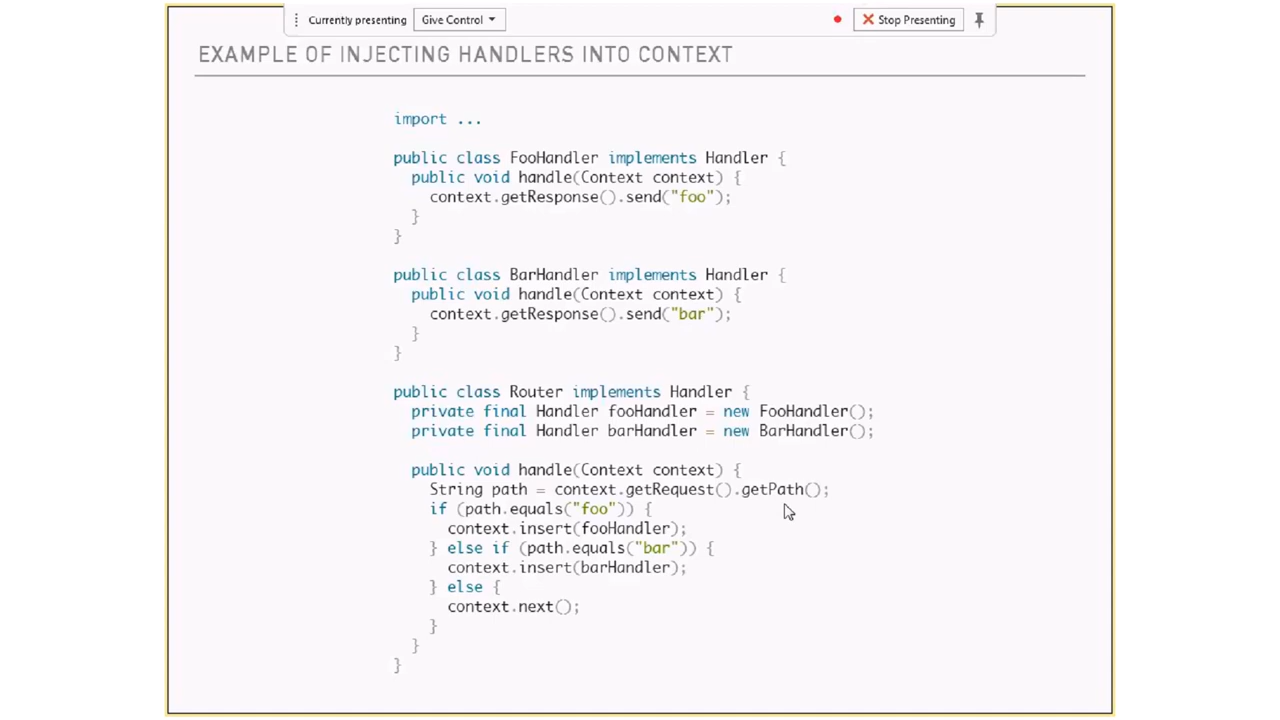 Currently presenting Give Control Stop Presenting
EXAMPLE OF INJECTING HANDLERS INTO CONTEXT
import ...
public class FooHandler implements Handler {
  public void handle(Context context) {
    context.getResponse().send("foo");
  }
}
public class BarHandler implements Handler {
  public void handle(Context context) {
    context.getResponse().send("bar");
  }
}
public class Router implements Handler {
  private final Handler fooHandler = new FooHandler();
  private final Handler barHandler = new BarHandler();
  public void handle(Context context) {
    String path = context.getRequest().getPath();
    if (path.equals("foo")) {
      context.insert(fooHandler);
    } else if (path.equals("bar")) {
      context.insert(barHandler);
    } else {
      context.next();
    }
  }
}